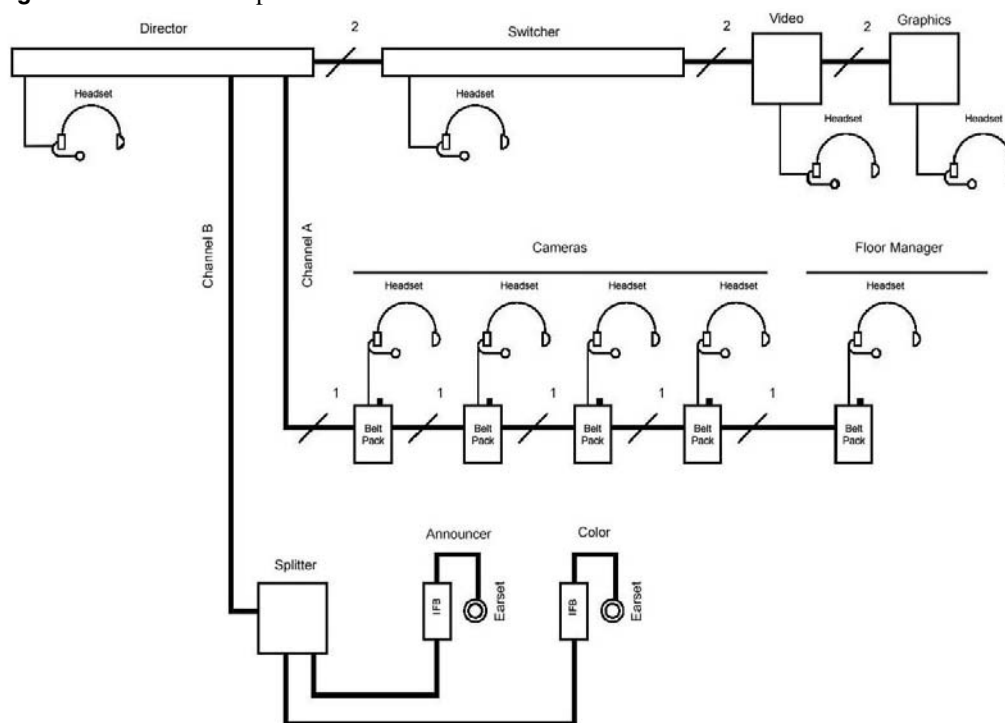 Director
2
Switcher
2
Video
2
Graphics
Headset
Headset
Headset
Headset
Channel B
Channel A
Cameras
Floor Manager
Headset
Headset
Headset
Headset
Headset
1
1
1
1
1
Belt
Pack
Belt
Pack
Belt
Pack
Belt
Pack
Belt
Pack
Splitter
Announcer
Color
IFB
Earset
IFB
Earset